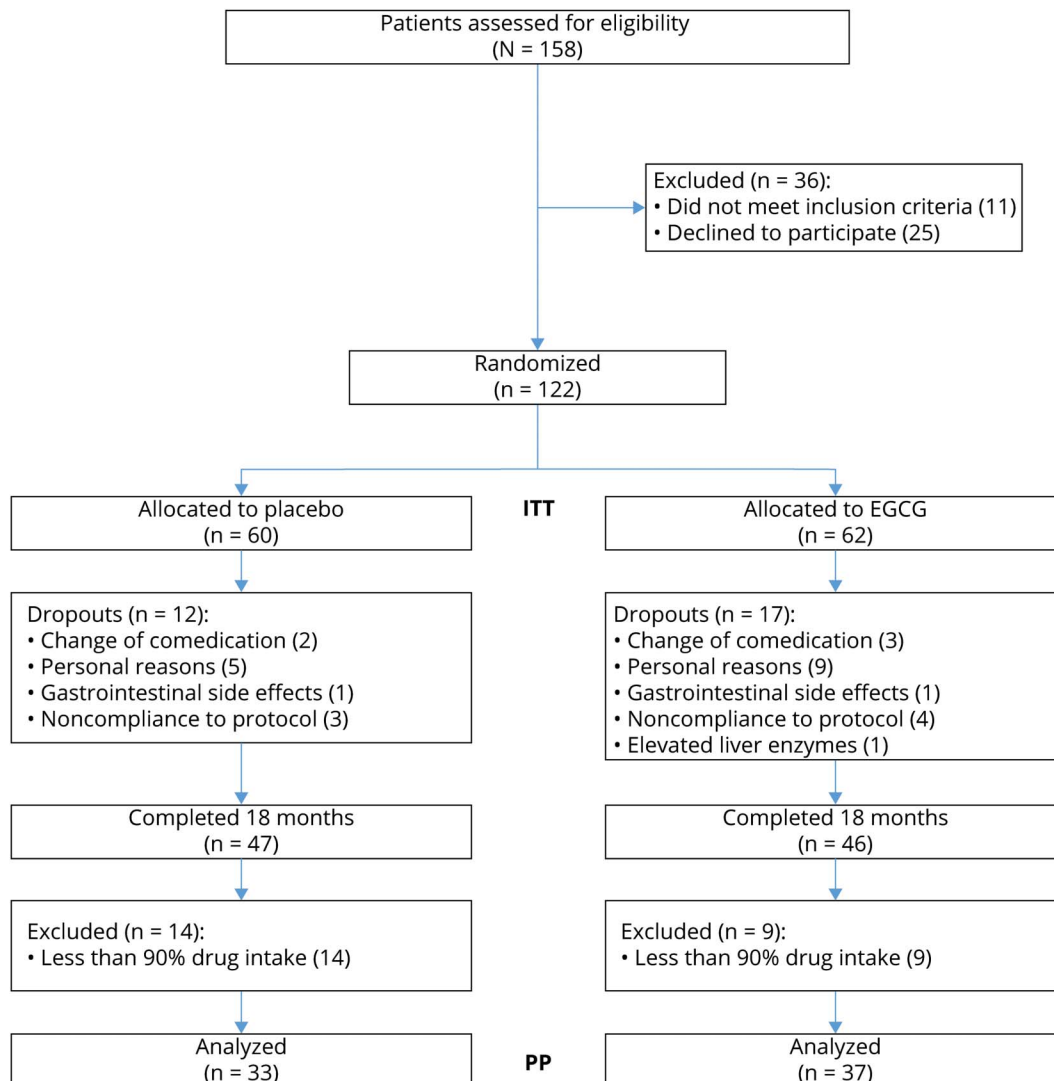 Patients assessed for eligibility
(N = 158)
Excluded (n = 36):
• Did not meet inclusion criteria (11)
• Declined to participate (25)
Randomized
(n = 122)
ITT
Allocated to placebo
(n = 60)
Dropouts (n = 12):
• Change of comedication (2)
• Personal reasons (5)
• Gastrointestinal side effects (1)
• Noncompliance to protocol (3)
Completed 18 months
(n = 47)
Excluded (n = 14):
• Less than 90% drug intake (14)
Analyzed
(n = 33)
Allocated to EGCG
(n = 62)
Dropouts (n = 17):
• Change of comedication (3)
• Personal reasons (9)
• Gastrointestinal side effects (1)
• Noncompliance to protocol (4)
• Elevated liver enzymes (1)
Completed 18 months
(n = 46)
Excluded (n = 9):
• Less than 90% drug intake (9)
Analyzed
(n = 37)
PP